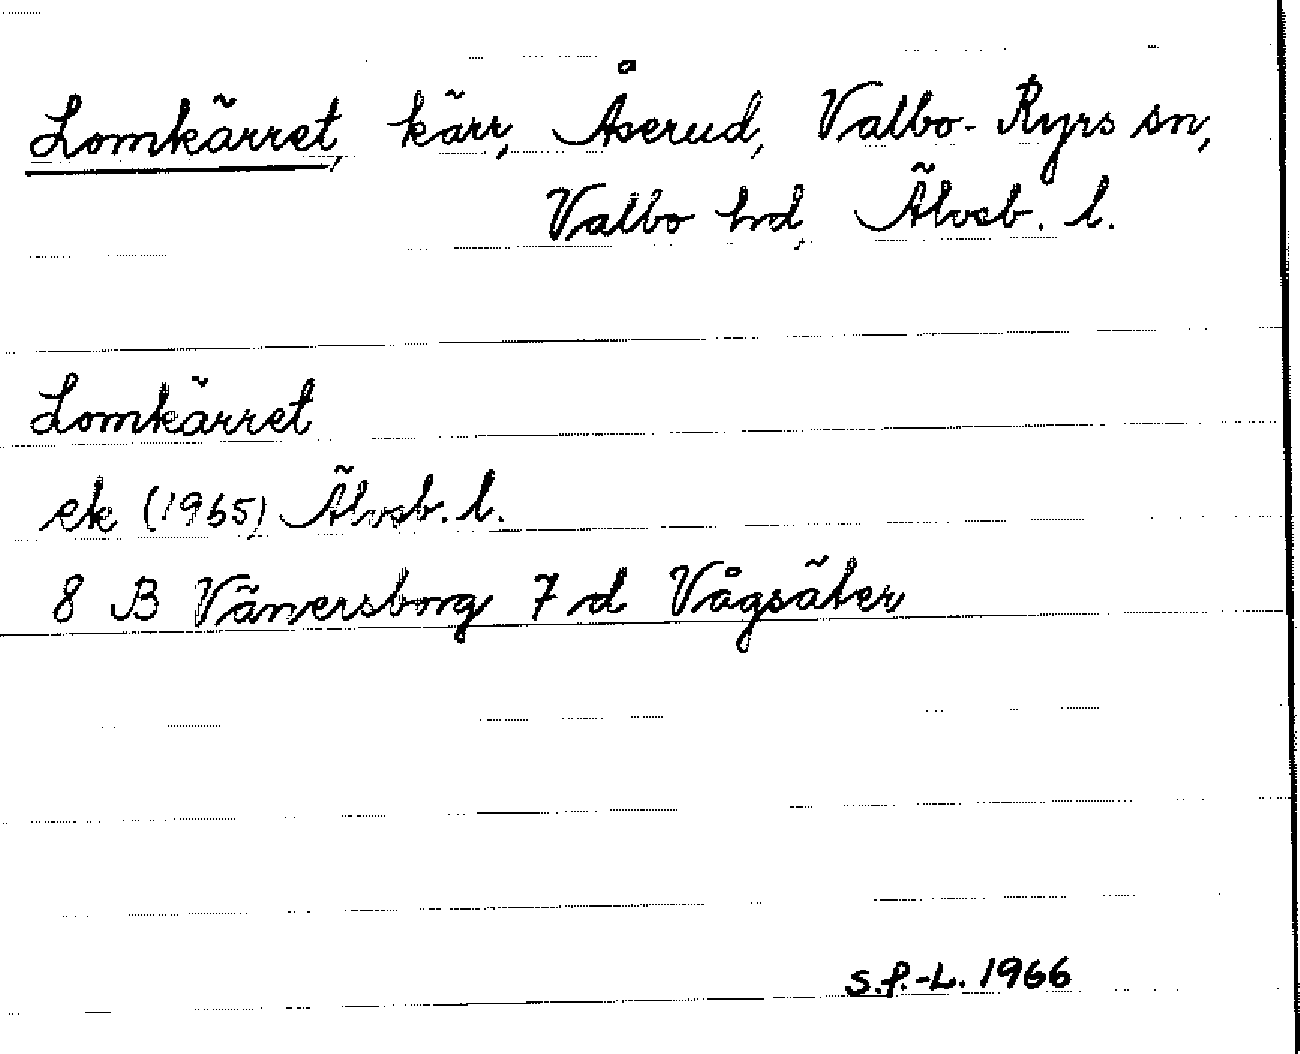 Lomkärret, kärr, Åserud, Valbo-Ryrs sn,
Valbo hd, Älvsb. l.
Lomkärret
ek (1965) Älvsb. l.
8 B Vänersborg 7 d Vågsäter
S.F.-L. 1966